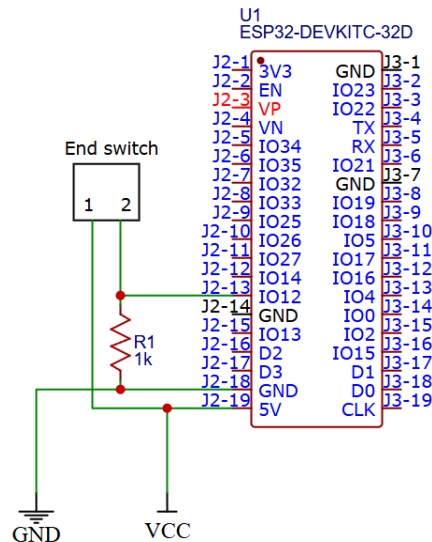 U1
ESP32-DEVKITC-32D
J2-1 3V3 GND J3-1
J2-2 EN IO23 J3-2
J2-3 VP IO22 J3-3
J2-4 VN TX J3-4
J2-5 IO34 RX J3-5
J2-6 IO35 IO21 J3-6
J2-7 IO32 GND J3-7
J2-8 IO33 IO19 J3-8
J2-9 IO25 IO18 J3-9
J2-10 IO26 IO5 J3-10
J2-11 IO27 IO17 J3-11
J2-12 IO14 IO16 J3-12
J2-13 IO12 IO4 J3-13
J2-14 GND IO0 J3-14
J2-15 IO13 IO2 J3-15
J2-16 D2 IO15 J3-16
J2-17 D3 D1 J3-17
J2-18 GND D0 J3-18
J2-19 5V CLK J3-19
End switch
1 2
R1
1k
GND
VCC